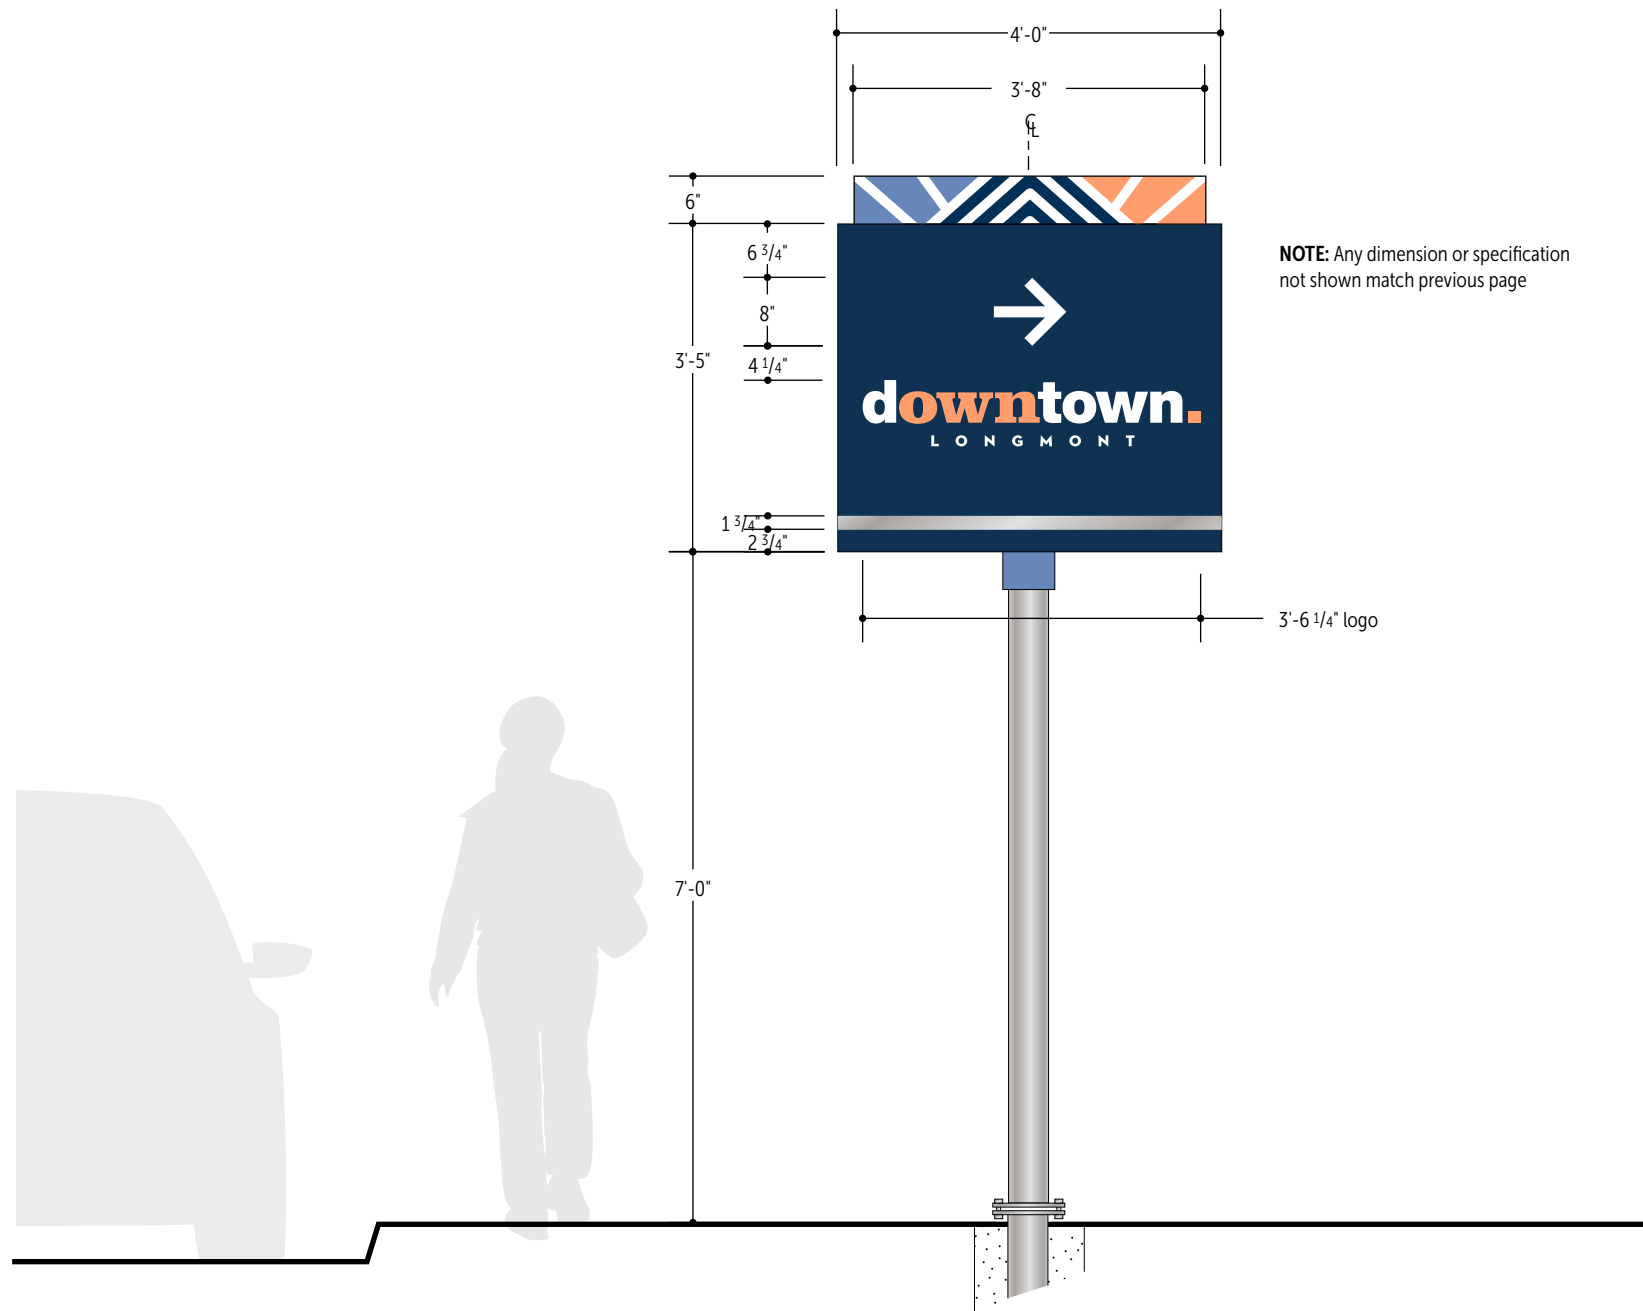 4'-0"
3'-8"
℄
6"
6 3/4"
8"
3'-5"
4 1/4"
1 3/4"
2 3/4"
7'-0"
NOTE: Any dimension or specification
not shown match previous page
downtown.
LONGMONT
3'-6 1/4" logo